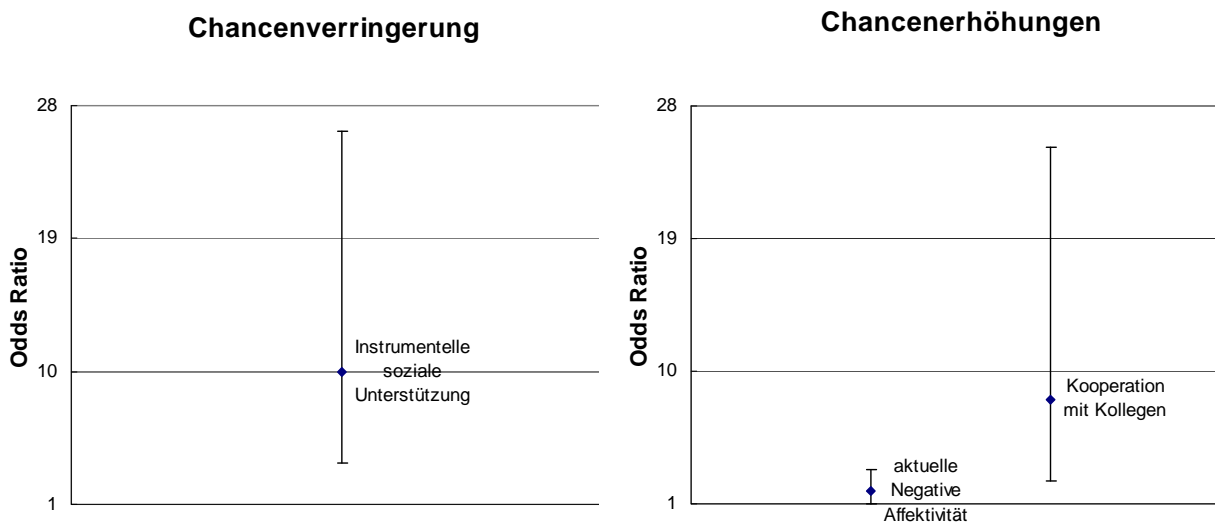 Chancenverringerung
28
19
10
1
Odds Ratio
Instrumentelle
soziale
Unterstützung
Chancenerhöhungen
28
19
10
1
Odds Ratio
Kooperation
mit Kollegen
aktuelle
Negative
Affektivität